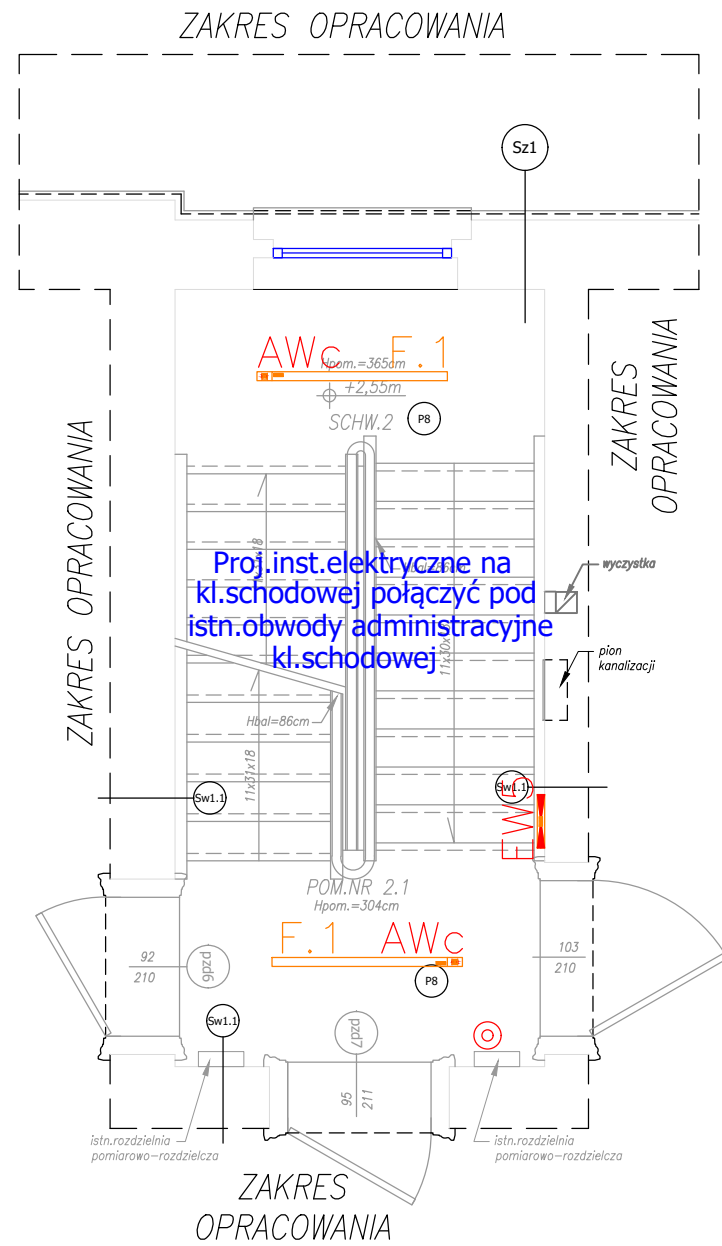 ZAKRES OPRACOWANIA
Sz1
AWc F.1
Hpom.=365cm
+2,55m
SCHW.2
P8
ZAKRES
OPRACOWANIA
ZAKRES OPRACOWANIA
Proj.inst.elektryczne na
kl.schodowej połączyć pod
istn.obwody administracyjne
kl.schodowej
wyczystka
pion
kanalizacji
Hbal=86cm
11x31x18
Sw1.1
Sw1.1
EW5
POM.NR 2.1
Hpom.=304cm
F.1 AWc
92
210
pzd6
P8
103
210
Sw1.1
pzd7
95
211
istn.rozdzielnia
pomiarowo-rozdzielcza
istn.rozdzielnia
pomiarowo-rozdzielcza
ZAKRES
OPRACOWANIA